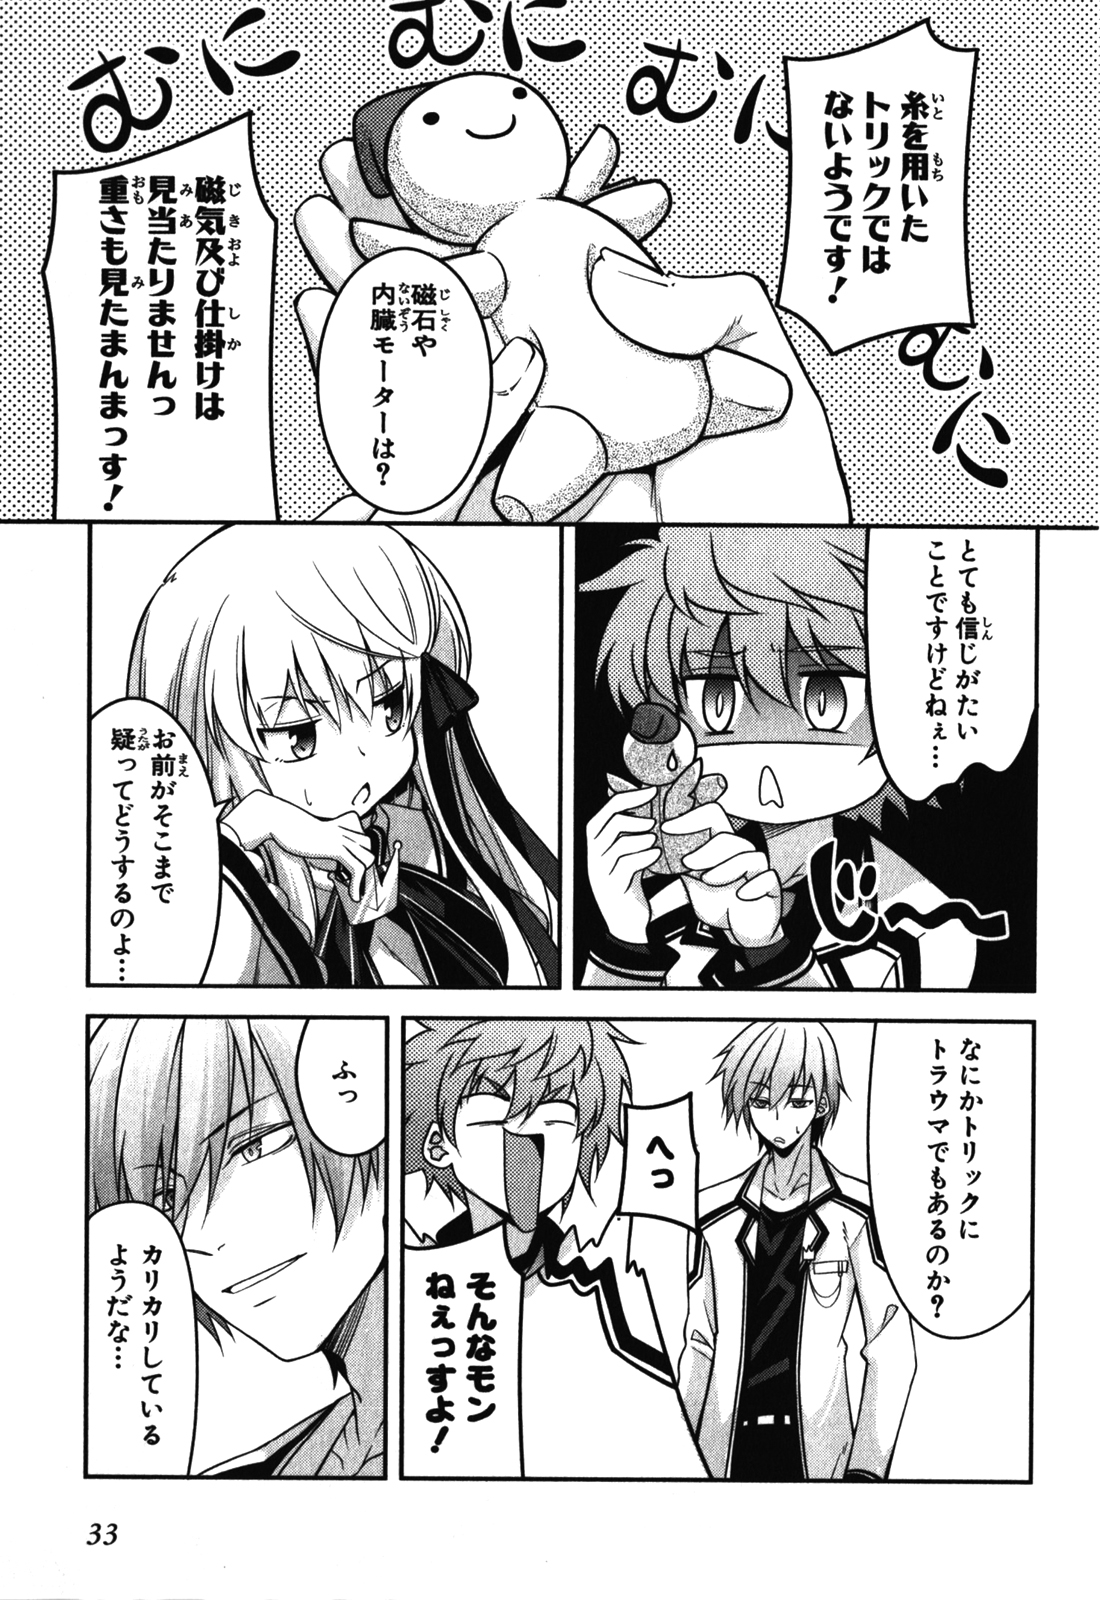 むに
むに
むに
むに
糸を用いた
トリックでは
ないようです！
磁石や
内臓モーターは？
磁気及び仕掛けは
見当たりませんっ
重さも見たまんまっす！
とても信じがたい
ことですけどねぇ…
じ〜〜
お前がそこまで
疑ってどうするのよ…
なにかトリックに
トラウマでもあるのか？
へっ
そんなモン
ねぇっすよ！
ふっ
カリカリしている
ようだな…
33